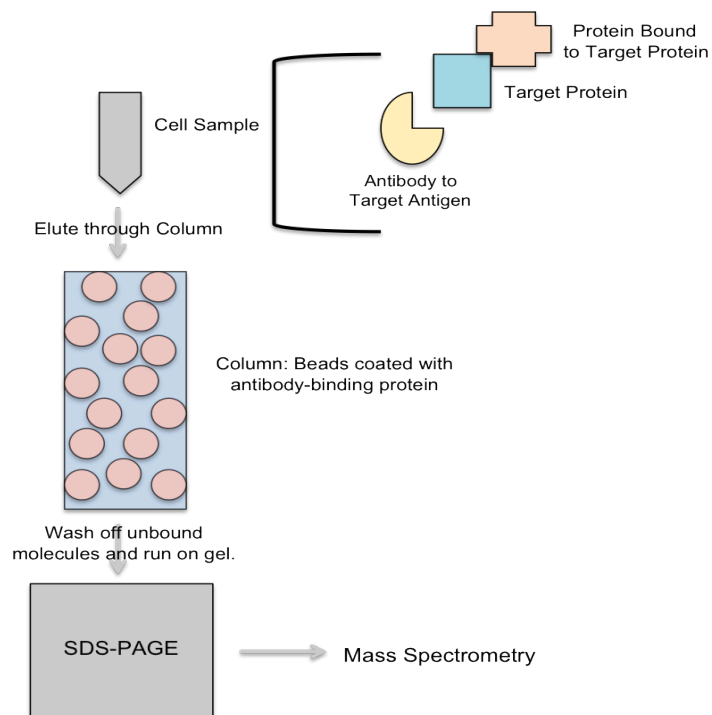 Protein Bound
to Target Protein
Target Protein
Cell Sample
Antibody to
Target Antigen
Elute through Column
Column: Beads coated with
antibody-binding protein
Wash off unbound
molecules and run on gel.
SDS-PAGE
Mass Spectrometry